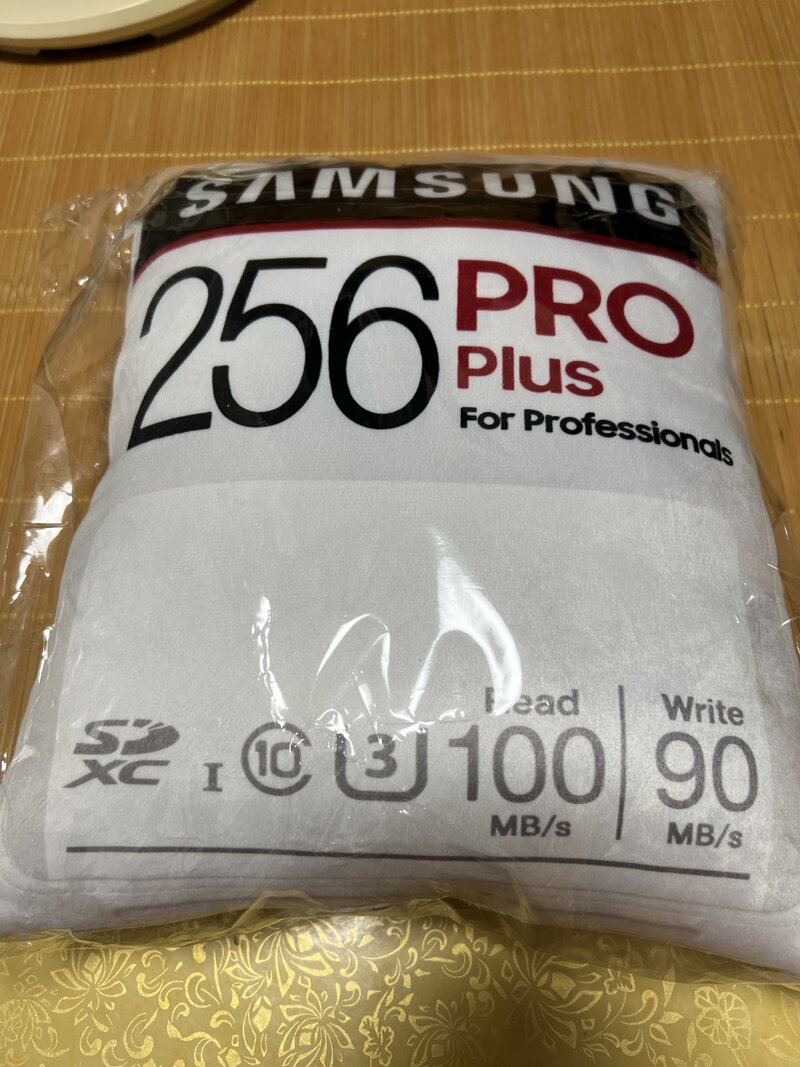 SAMSUNG
256 PRO
Plus
For Professionals
Read Write
SD XC I 10 3 100 90
MB/s MB/s